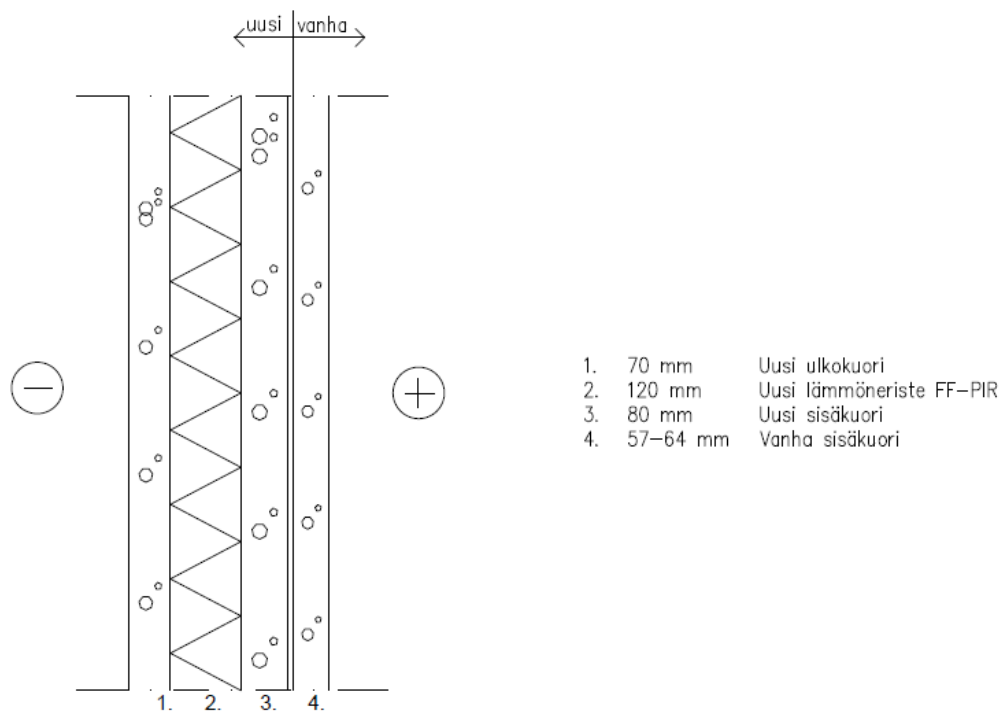 uusi vanha
− +
1. 70 mm Uusi ulkokuori
2. 120 mm Uusi lämmöneriste FF-PIR
3. 80 mm Uusi sisäkuori
4. 57-64 mm Vanha sisäkuori
1. 2. 3. 4.